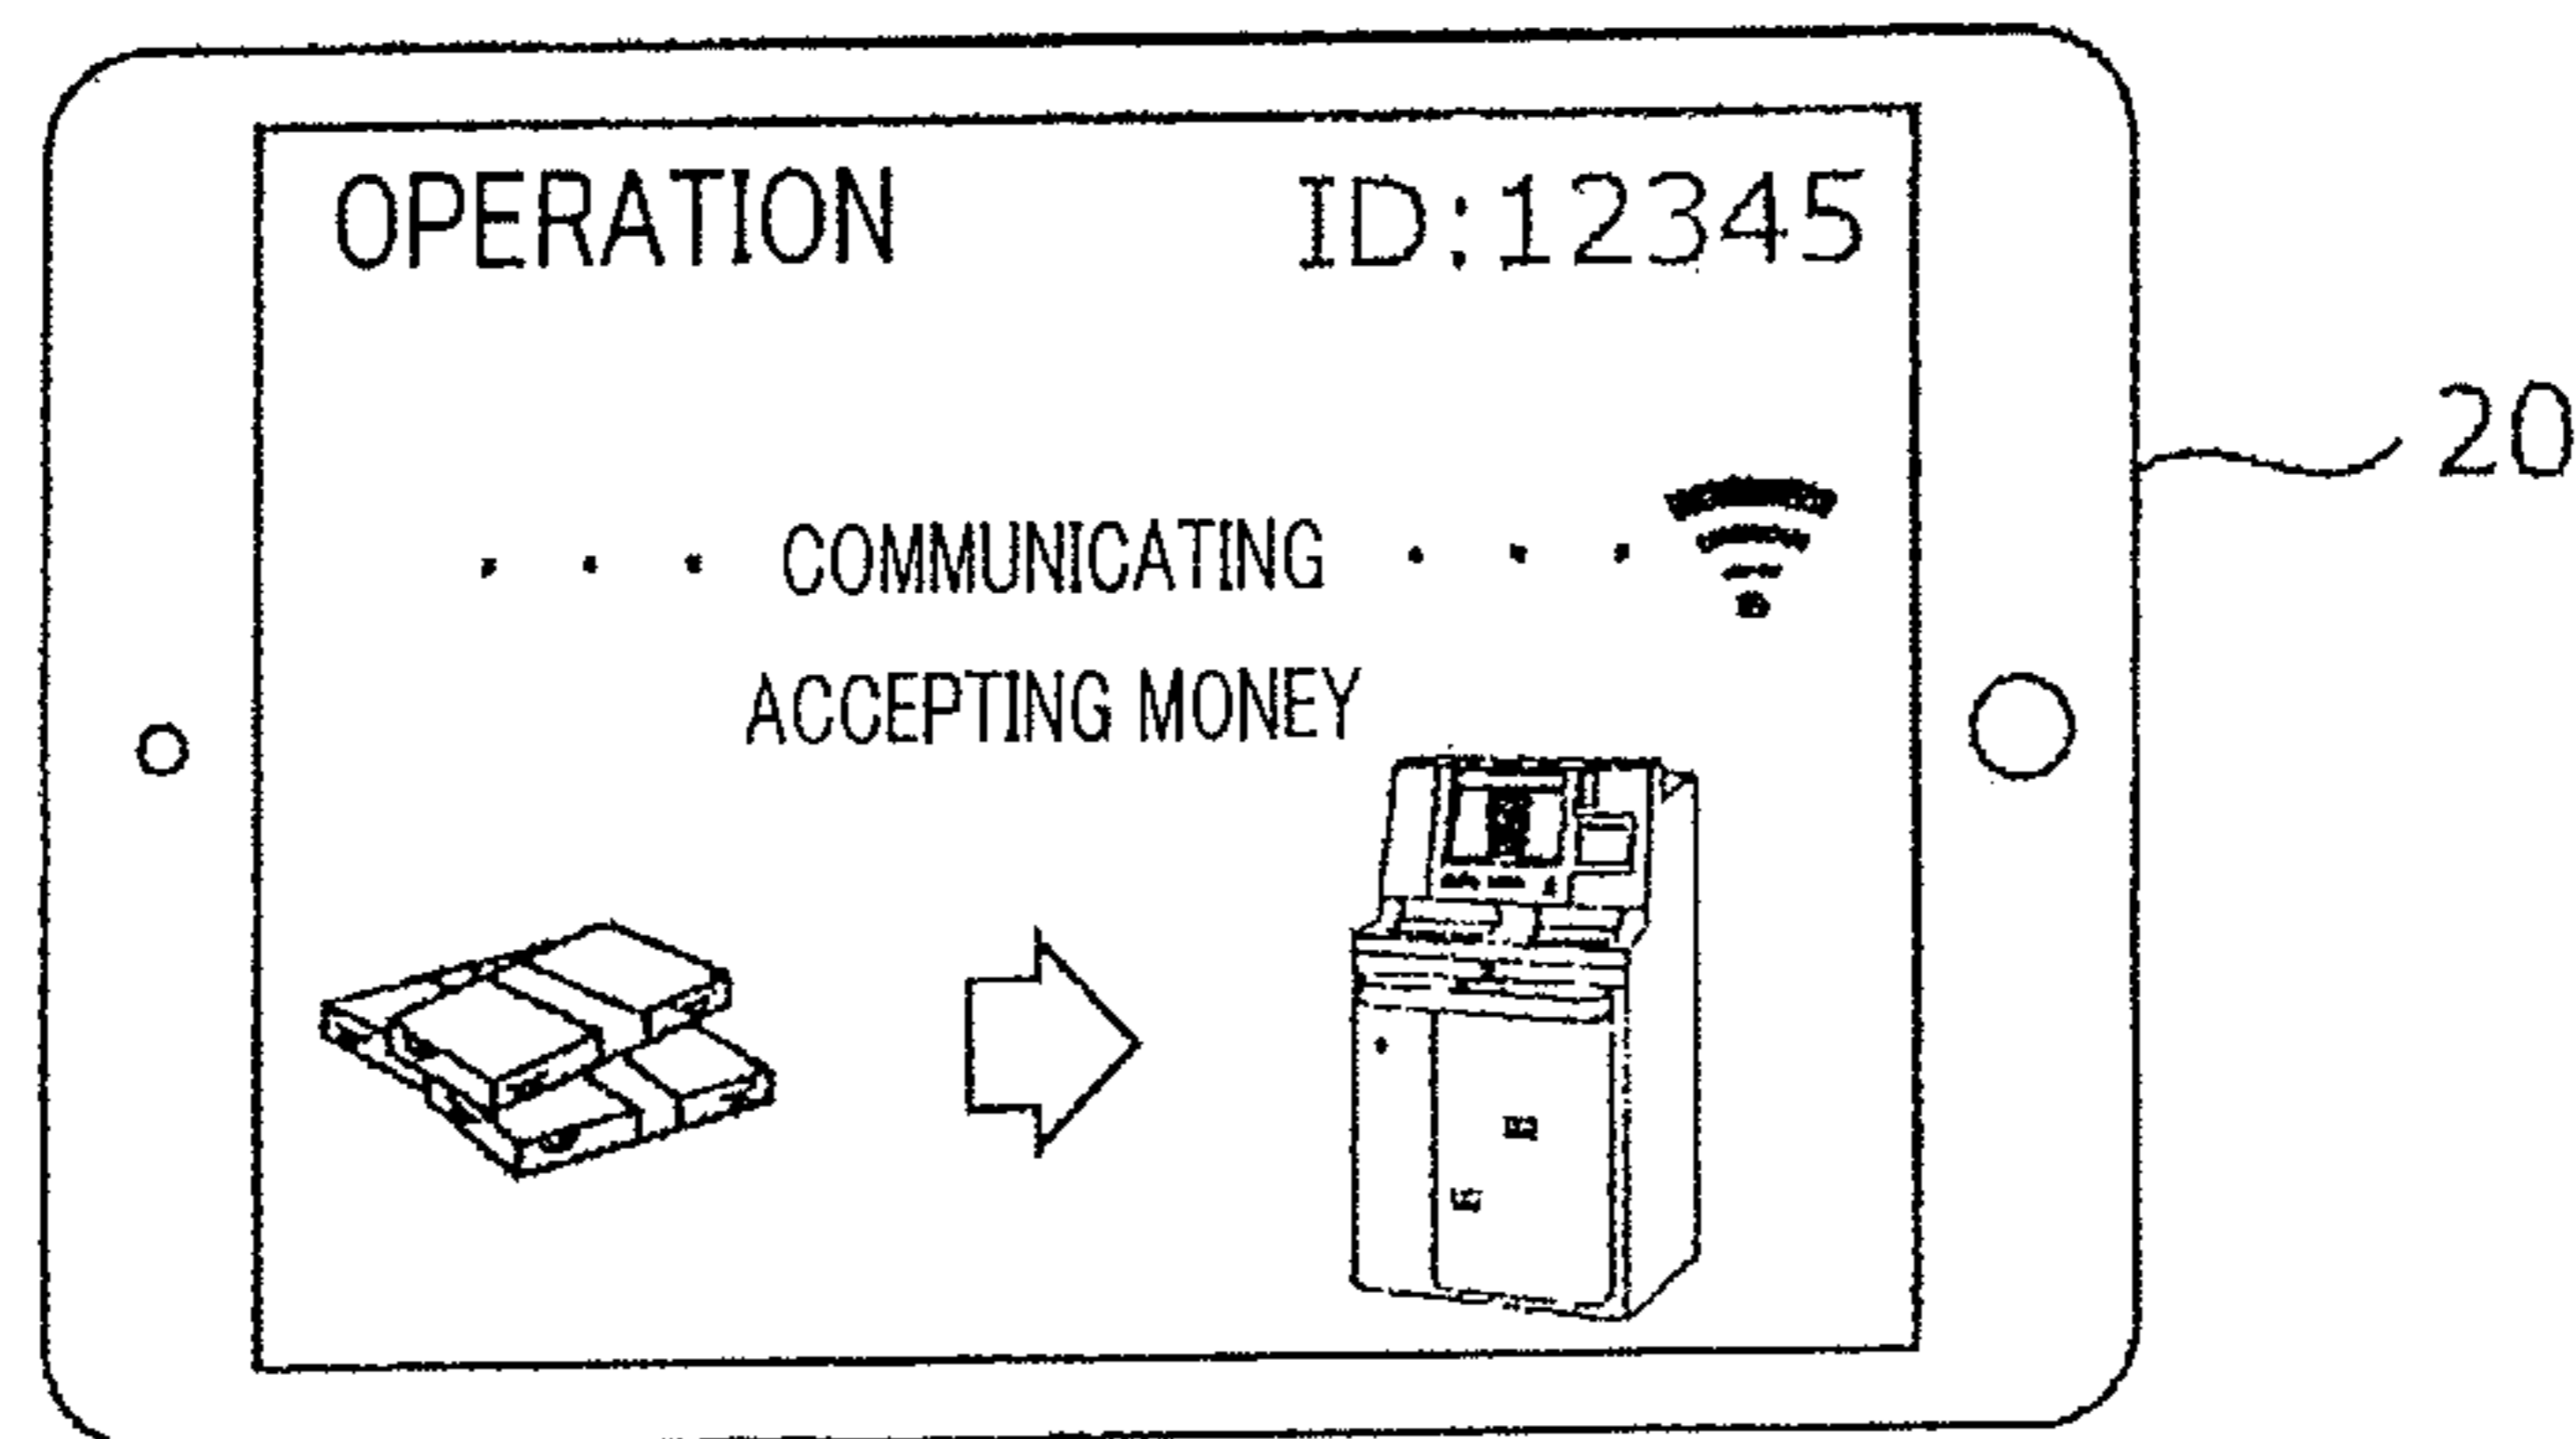 OPERATION ID:12345
20
・・・ COMMUNICATING ・・・
ACCEPTING MONEY